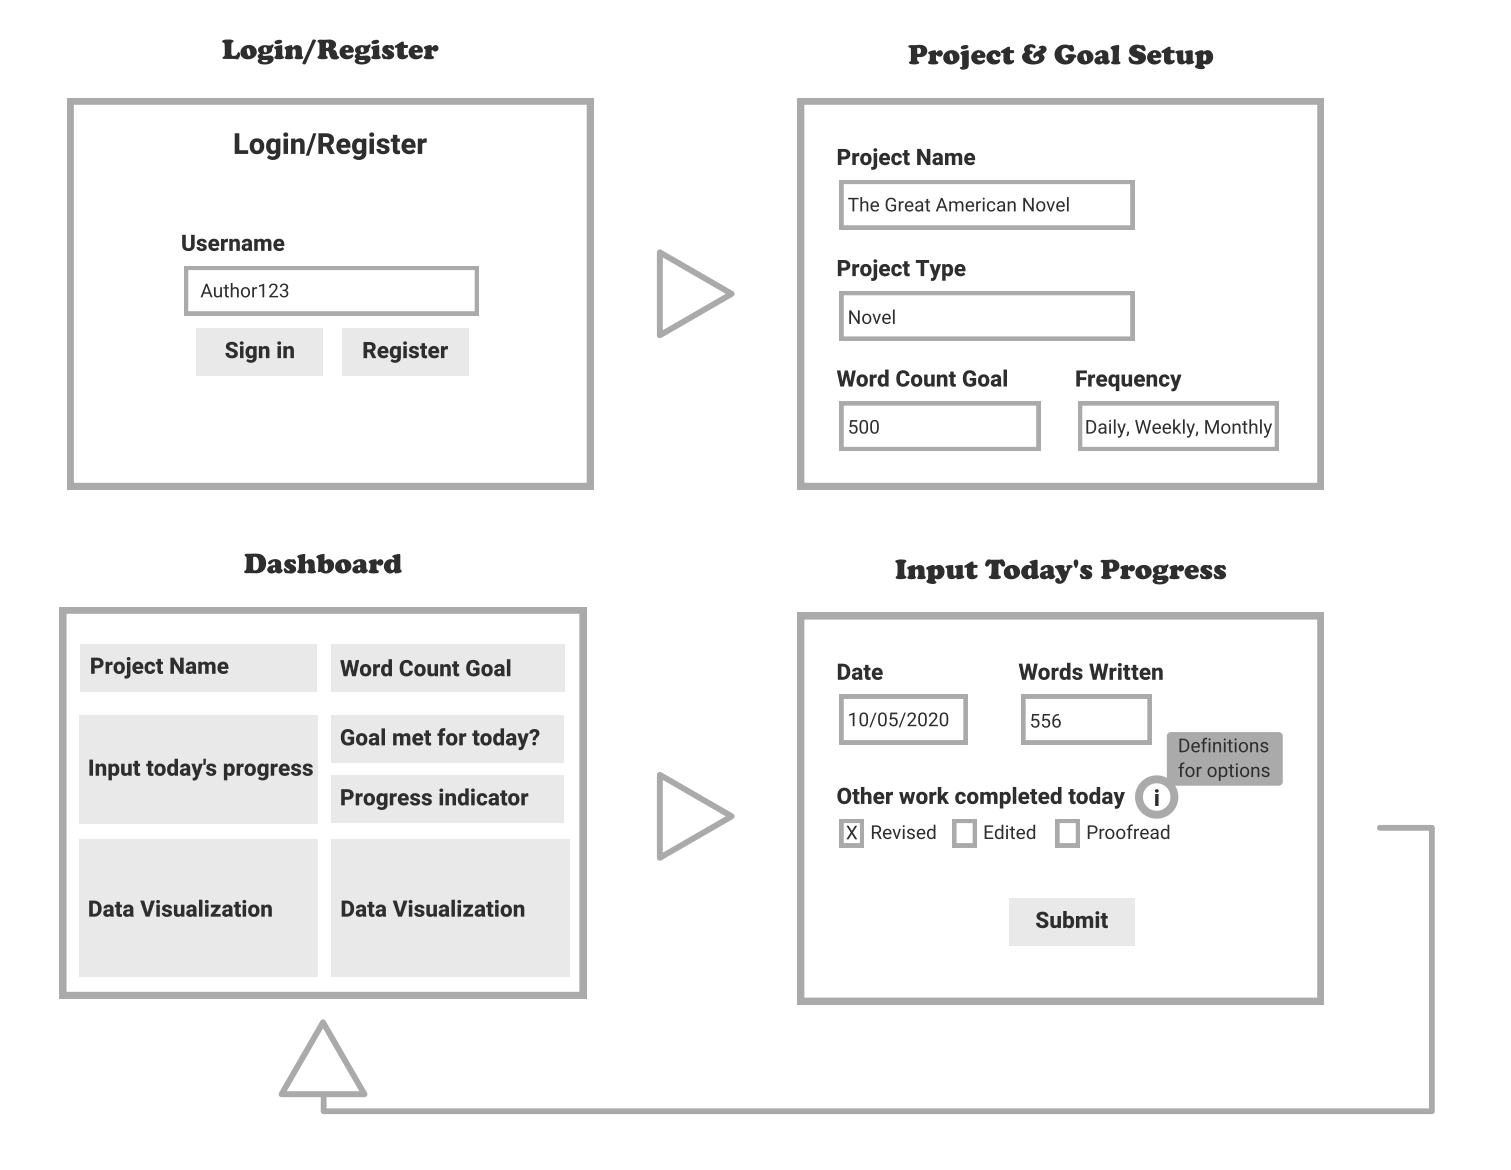 Login/Register
Login/Register
Username
Author123
Sign in
Register
Project & Goal Setup
Project Name
The Great American Novel
Project Type
Novel
Word Count Goal
Frequency
500
Daily, Weekly, Monthly
Dashboard
Project Name
Word Count Goal
Input today's progress
Goal met for today?
Progress indicator
Data Visualization
Data Visualization
Input Today's Progress
Date
Words Written
10/05/2020
556
Definitions
for options
Other work completed today
i
X Revised
Edited
Proofread
Submit